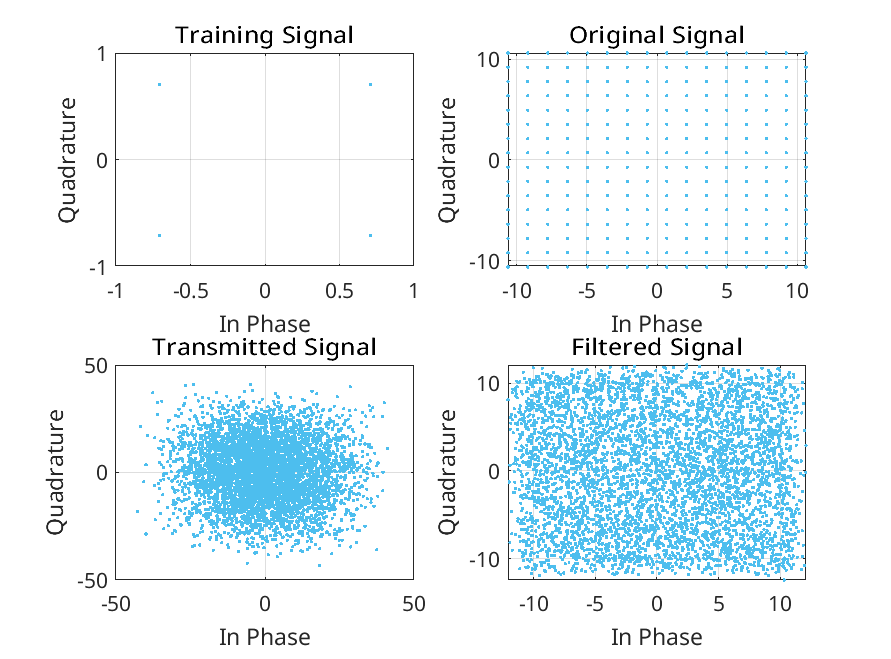 Training Signal
1
0
-1
Quadrature
-1 -0.5 0 0.5 1
In Phase
Original Signal
10
0
-10
Quadrature
-10 -5 0 5 10
In Phase
Transmitted Signal
50
0
-50
Quadrature
-50 0 50
In Phase
Filtered Signal
10
0
-10
Quadrature
-10 -5 0 5 10
In Phase